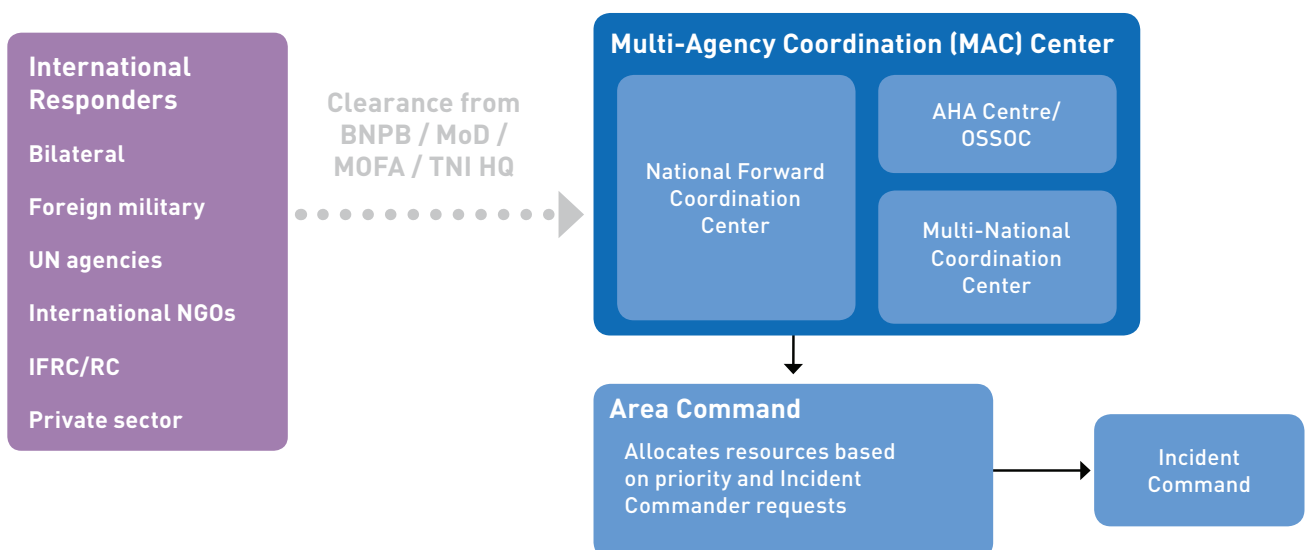 International
Responders
Bilateral
Foreign military
UN agencies
International NGOs
IFRC/RC
Private sector
Clearance from
BNPB / MoD /
MOFA / TNI HQ
Multi-Agency Coordination (MAC) Center
National Forward
Coordination
Center
AHA Centre/
OSSOC
Multi-National
Coordination
Center
Area Command
Allocates resources based
on priority and Incident
Commander requests
Incident
Command